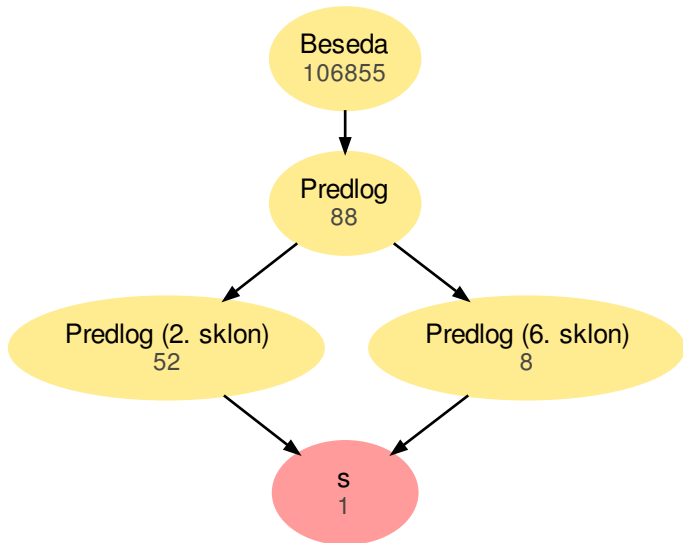 Beseda
106855
Predlog
88
Predlog (2. sklon)
52
Predlog (6. sklon)
8
s
1